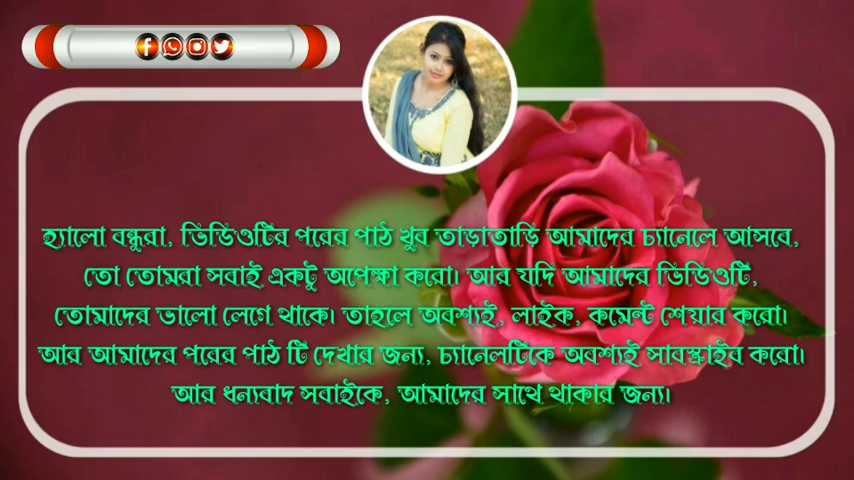 হ্যালো বন্ধুরা, ভিডিওটির পরের পাঠ খুব তাড়াতাড়ি আমাদের চ্যানেলে আসবে,
তো তোমরা সবাই একটু অপেক্ষা করো। আর যদি আমাদের ভিডিওটি,
তোমাদের ভালো লেগে থাকে। তাহলে অবশ্যই, লাইক, কমেন্ট শেয়ার করো।
আর আমাদের পরের পাঠ টি দেখার জন্য, চ্যানেলটিকে অবশ্যই সাবস্ক্রাইব করো।
আর ধন্যবাদ সবাইকে, আমাদের সাথে থাকার জন্য।